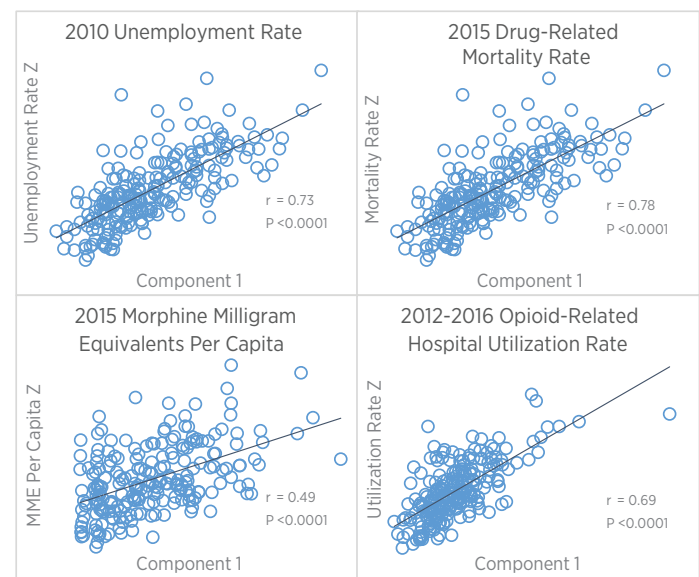 2010 Unemployment Rate
Unemployment Rate Z
r = 0.73
P <0.0001
Component 1
2015 Drug-Related
Mortality Rate
Mortality Rate Z
r = 0.78
P <0.0001
Component 1
2015 Morphine Milligram
Equivalents Per Capita
MME Per Capita Z
r = 0.49
P <0.0001
Component 1
2012-2016 Opioid-Related
Hospital Utilization Rate
Utilization Rate Z
r = 0.69
P <0.0001
Component 1